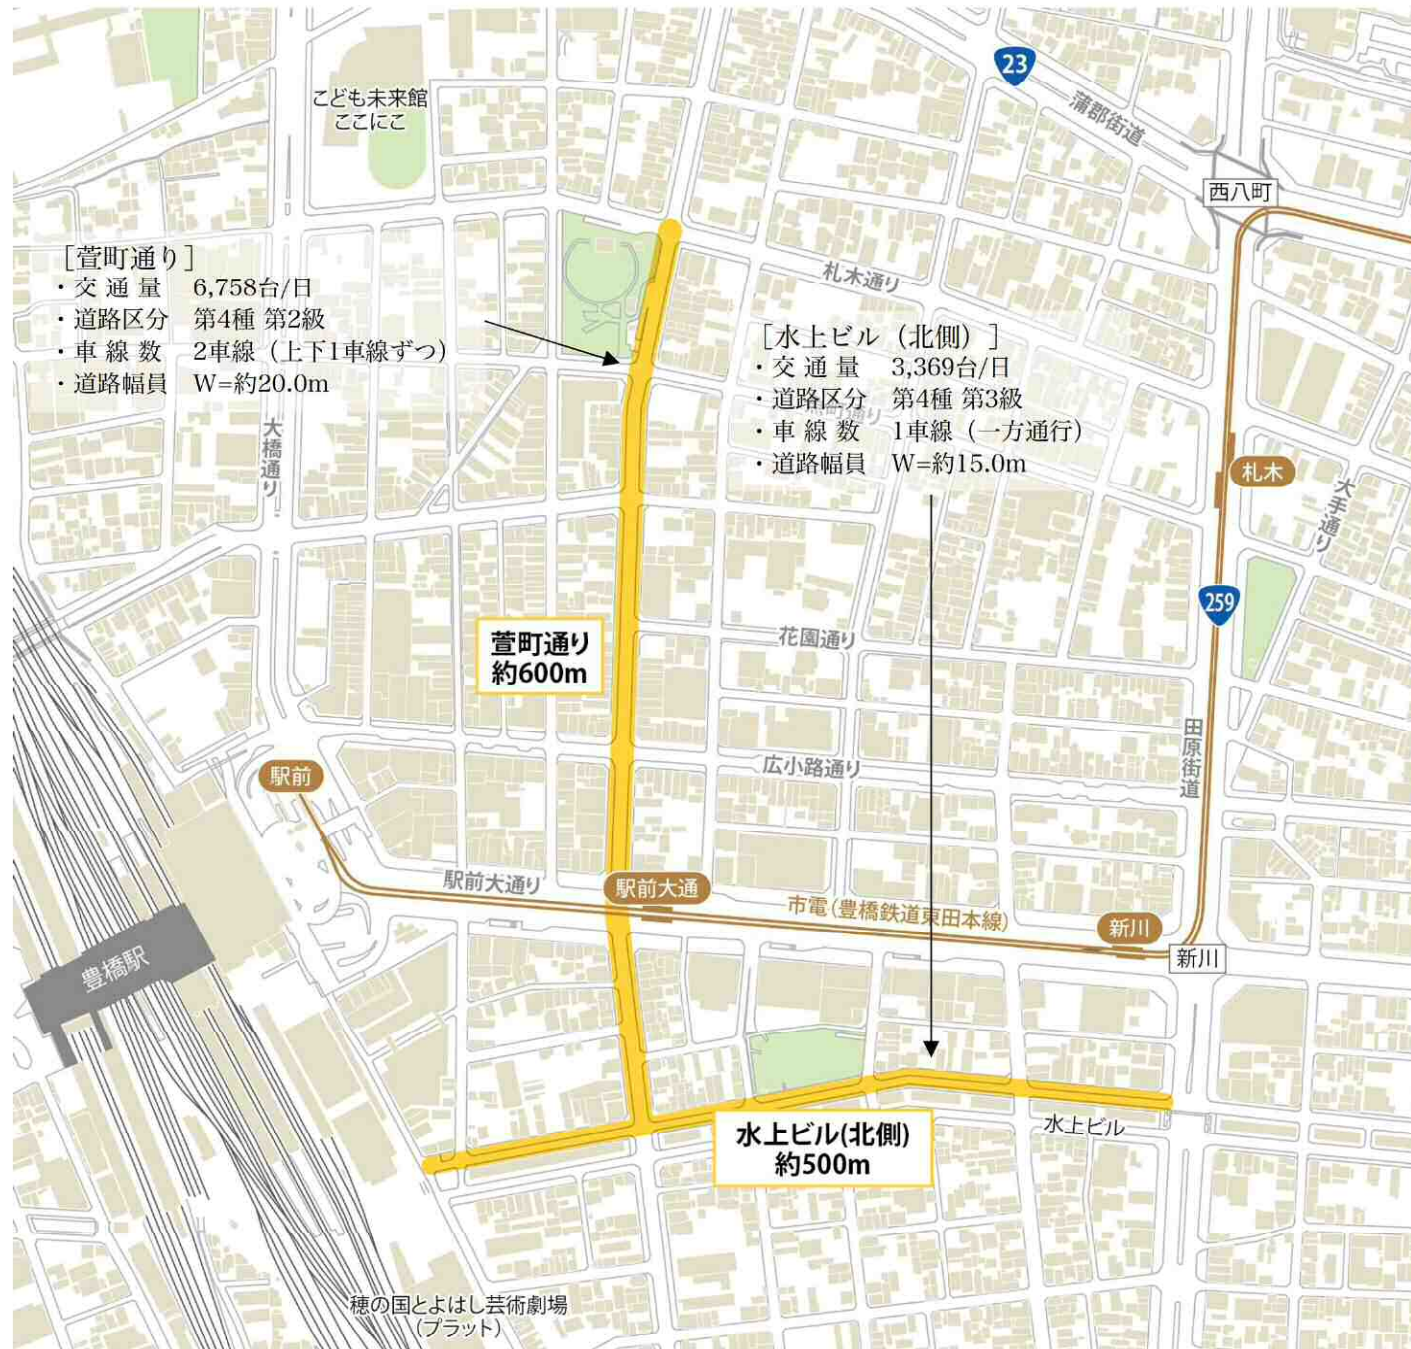 23
蒲郡街道
こども未来館
ここにこ
西八町
［萱町通り］
・交 通 量　6,758台/日
・道路区分　第4種 第2級
・車 線 数　2車線（上下1車線ずつ）
・道路幅員　W=約20.0m
札木通り
［水上ビル（北側）］
・交 通 量　3,369台/日
・道路区分　第4種 第3級
・車 線 数　1車線（一方通行）
・道路幅員　W=約15.0m
大橋通り
札木
大手通り
259
萱町通り
約600m
花園通り
田原街道
広小路通り
駅前
駅前大通り
駅前大通
市電(豊橋鉄道東田本線)
新川
新川
豊橋駅
水上ビル(北側)
約500m
水上ビル
穂の国とよはし芸術劇場
(プラット)